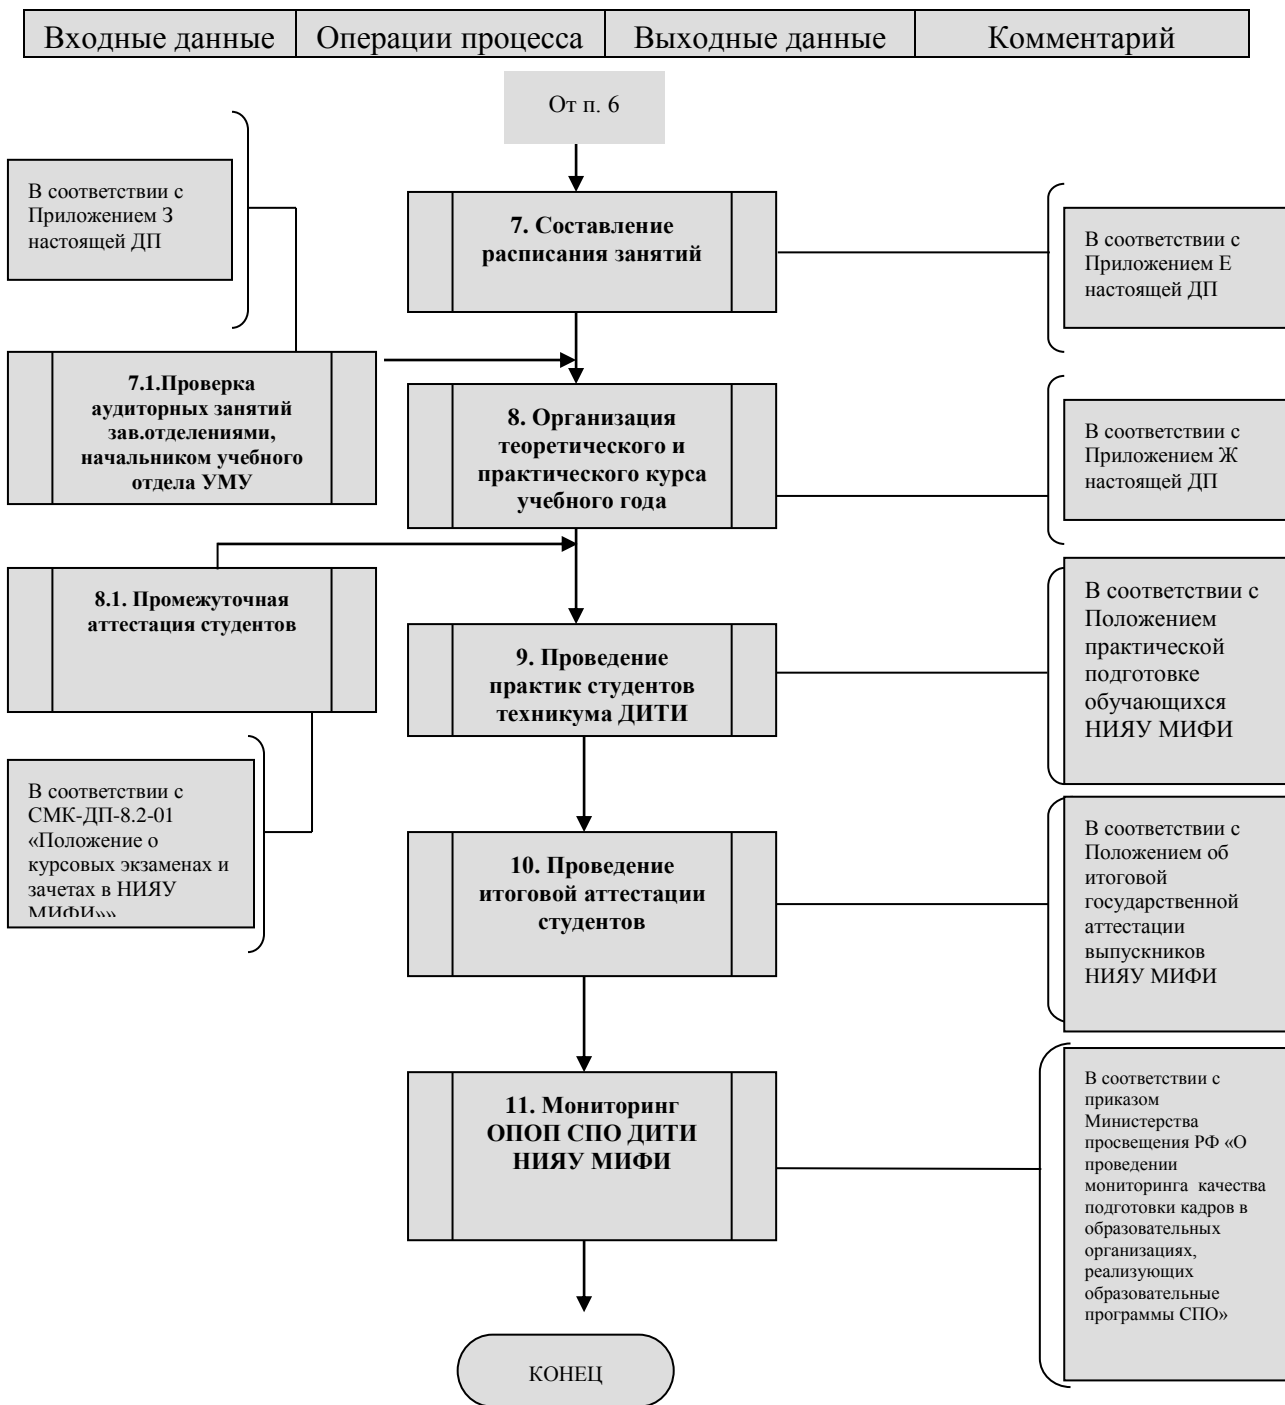 Входные данные Операции процесса Выходные данные Комментарий
От п. 6
В соответствии с
Приложением З
настоящей ДП
7. Составление
расписания занятий
В соответствии с
Приложением Е
настоящей ДП
7.1.Проверка
аудиторных занятий
зав.отделениями,
начальником учебного
отдела УМУ
8. Организация
теоретического и
практического курса
учебного года
В соответствии с
Приложением Ж
настоящей ДП
8.1. Промежуточная
аттестация студентов
9. Проведение
практик студентов
техникума ДИТИ
В соответствии с
Положением
практической
подготовке
обучающихся
НИЯУ МИФИ
В соответствии с
СМК-ДП-8.2-01
«Положение о
курсовых экзаменах и
зачетах в НИЯУ
МИФИ»»
10. Проведение
итоговой аттестации
студентов
В соответствии с
Положением об
итоговой
государственной
аттестации
выпускников
НИЯУ МИФИ
11. Мониторинг
ОПОП СПО ДИТИ
НИЯУ МИФИ
В соответствии с
приказом
Министерства
просвещения РФ «О
проведении
мониторинга качества
подготовки кадров в
образовательных
организациях,
реализующих
образовательные
программы СПО»
КОНЕЦ